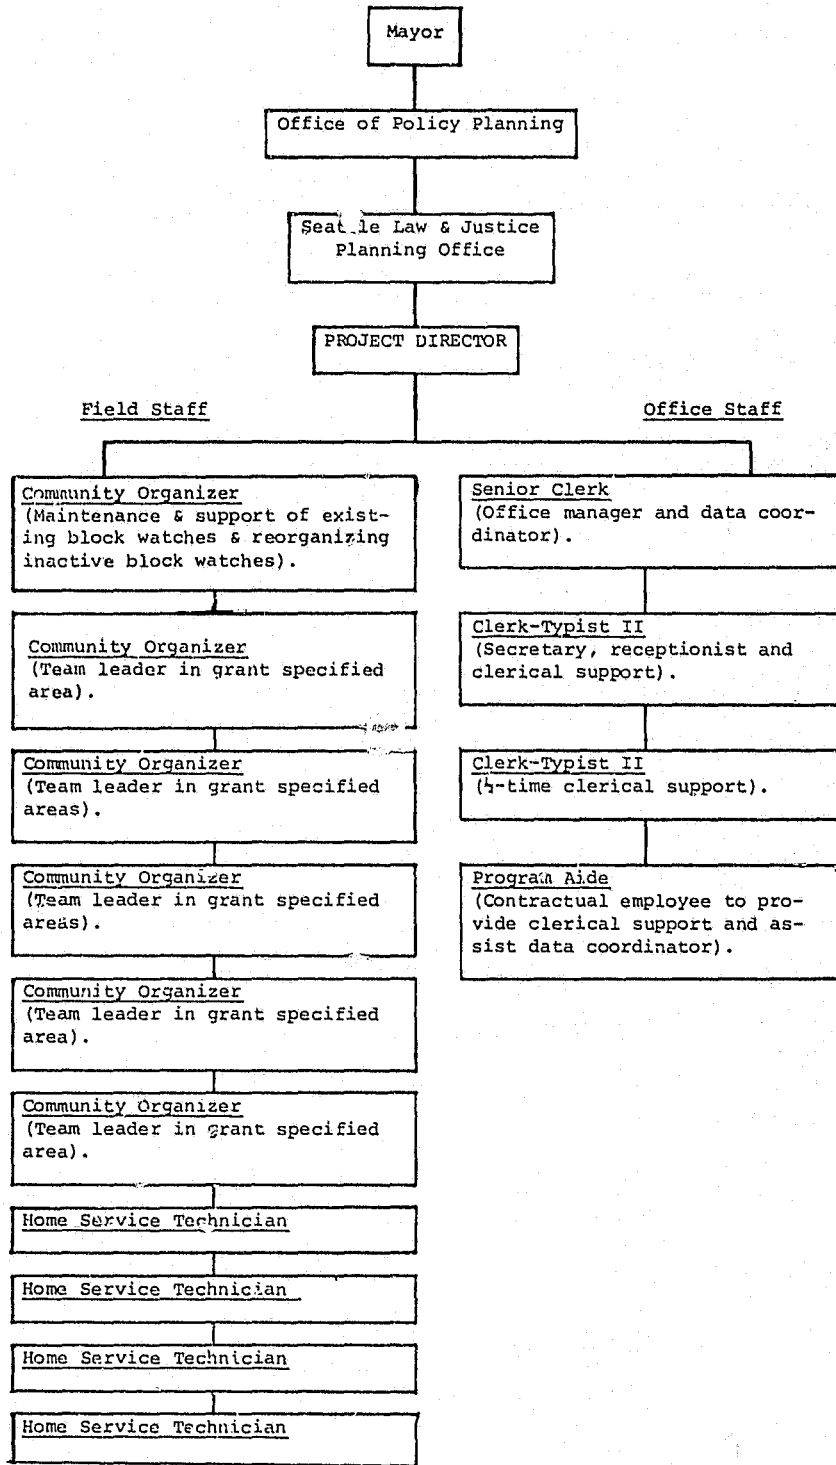 Mayor
Office of Policy Planning
Seattle Law & Justice
Planning Office
PROJECT DIRECTOR
Field Staff
Office Staff
Community Organizer
(Maintenance & support of exist-
ing block watches & reorganizing
inactive block watches).
Community Organizer
(Team leader in grant specified
area).
Community Organizer
(Team leader in grant specified
areas).
Community Organizer
(Team leader in grant specified
areas).
Community Organizer
(Team leader in grant specified
area).
Community Organizer
(Team leader in grant specified
area).
Home Service Technician
Home Service Technician
Home Service Technician
Home Service Technician
Senior Clerk
(Office manager and data coor-
dinator).
Clerk-Typist II
(Secretary, receptionist and
clerical support).
Clerk-Typist II
(½-time clerical support).
Program Aide
(Contractual employee to pro-
vide clerical support and as-
sist data coordinator).